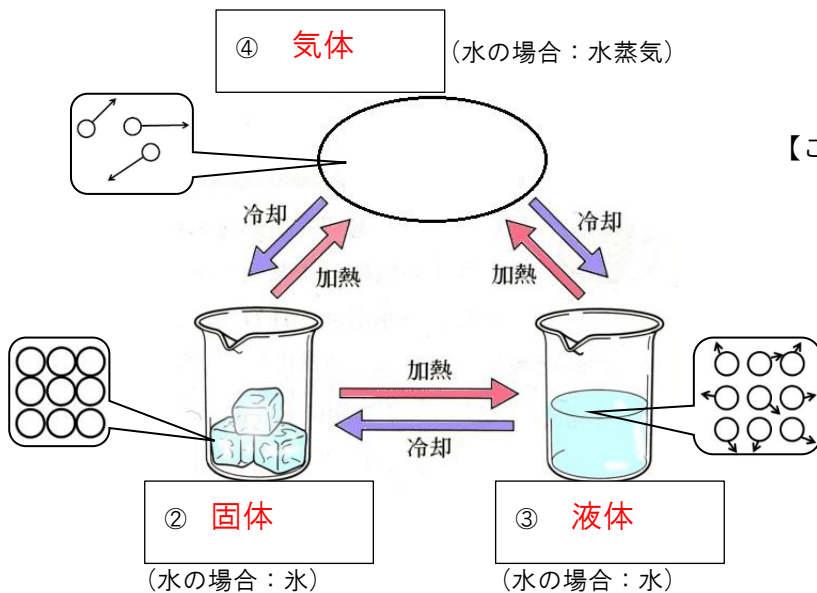 ④ 気体
(水の場合：水蒸気)
【こ
冷却
加熱
冷却
加熱
加熱
冷却
② 固体
(水の場合：氷)
③ 液体
(水の場合：水)